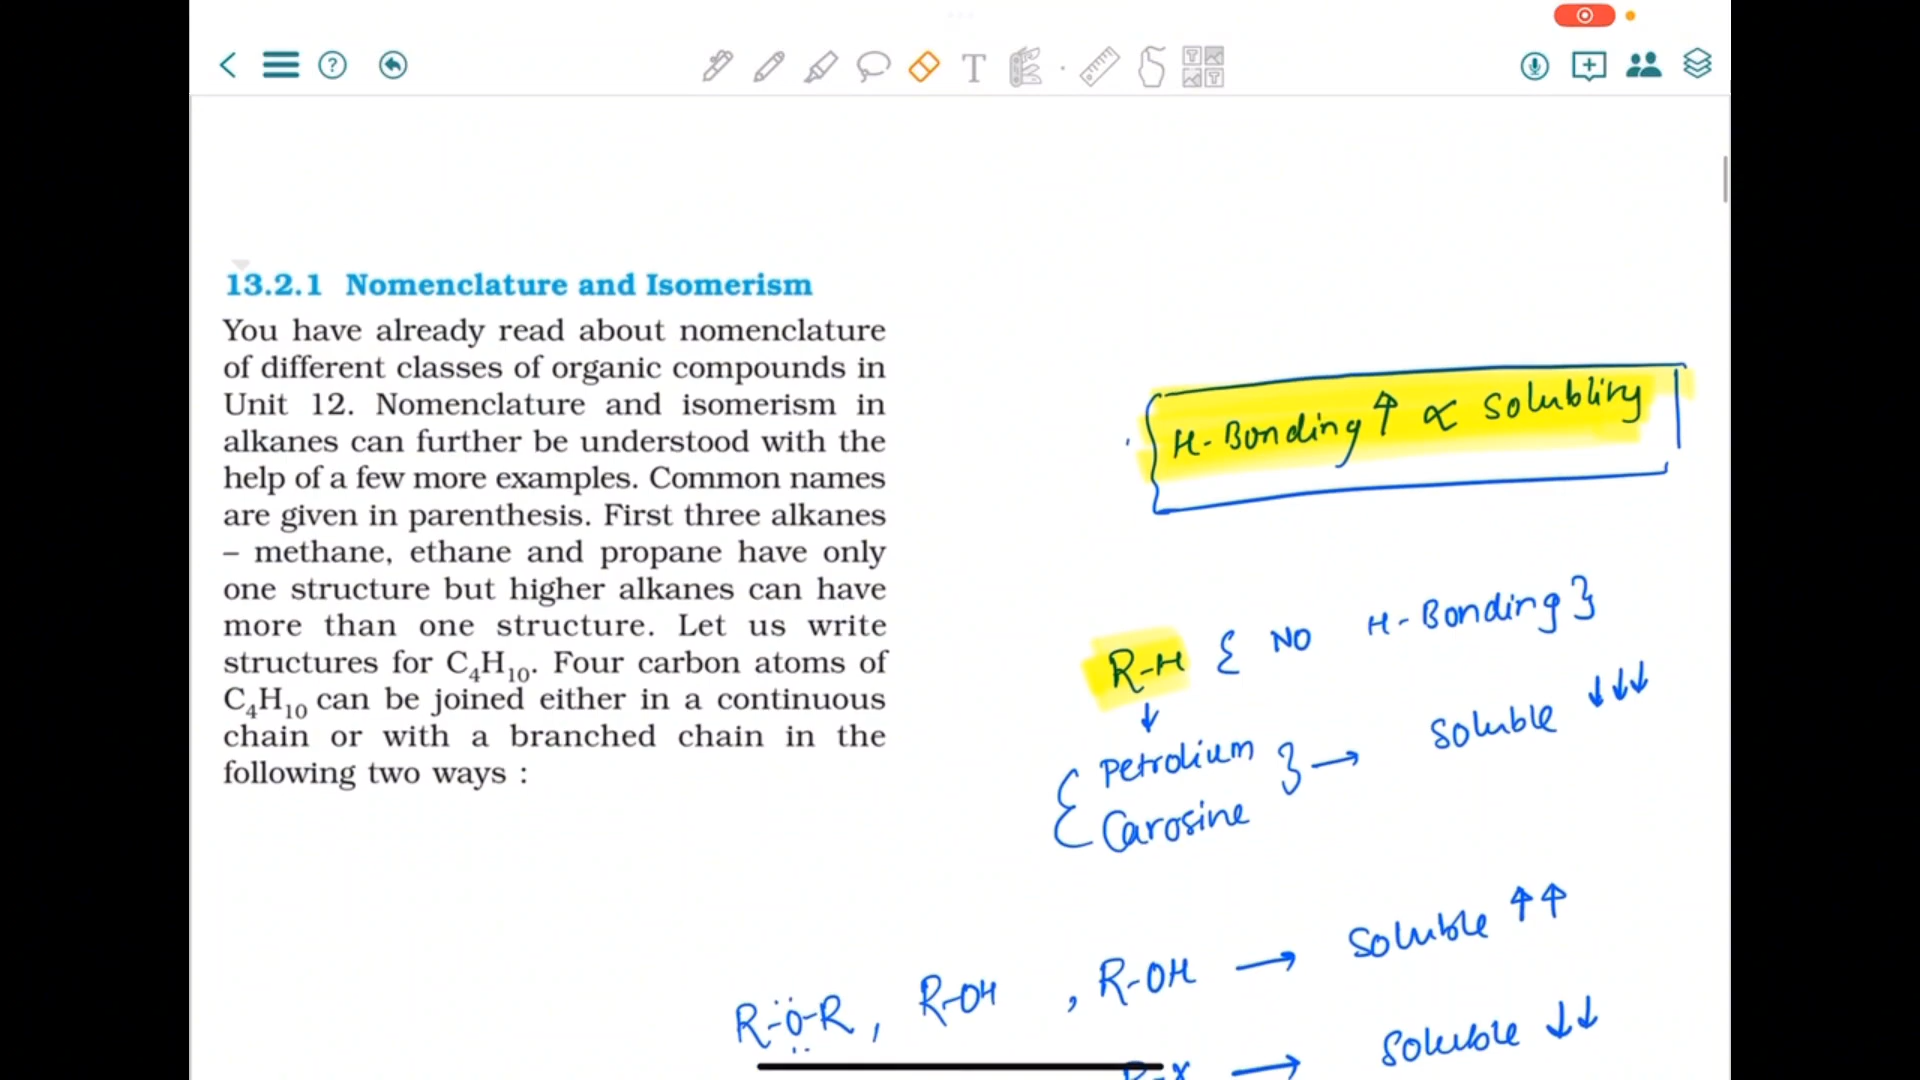 13.2.1 Nomenclature and Isomerism
You have already read about nomenclature
of different classes of organic compounds in
Unit 12. Nomenclature and isomerism in
alkanes can further be understood with the
help of a few more examples. Common names
are given in parenthesis. First three alkanes
– methane, ethane and propane have only
one structure but higher alkanes can have
more than one structure. Let us write
structures for C₄H₁₀. Four carbon atoms of
C₄H₁₀ can be joined either in a continuous
chain or with a branched chain in the
following two ways :
H-Bonding ↑ ∝ Solubliry
R-H { NO H-Bonding }
↓
{ Petrolium
Carosine } → Soluble ↓↓↓
R-Ö-R, R-OH , R-OH → Soluble ↑↑
R-X → Soluble ↓↓